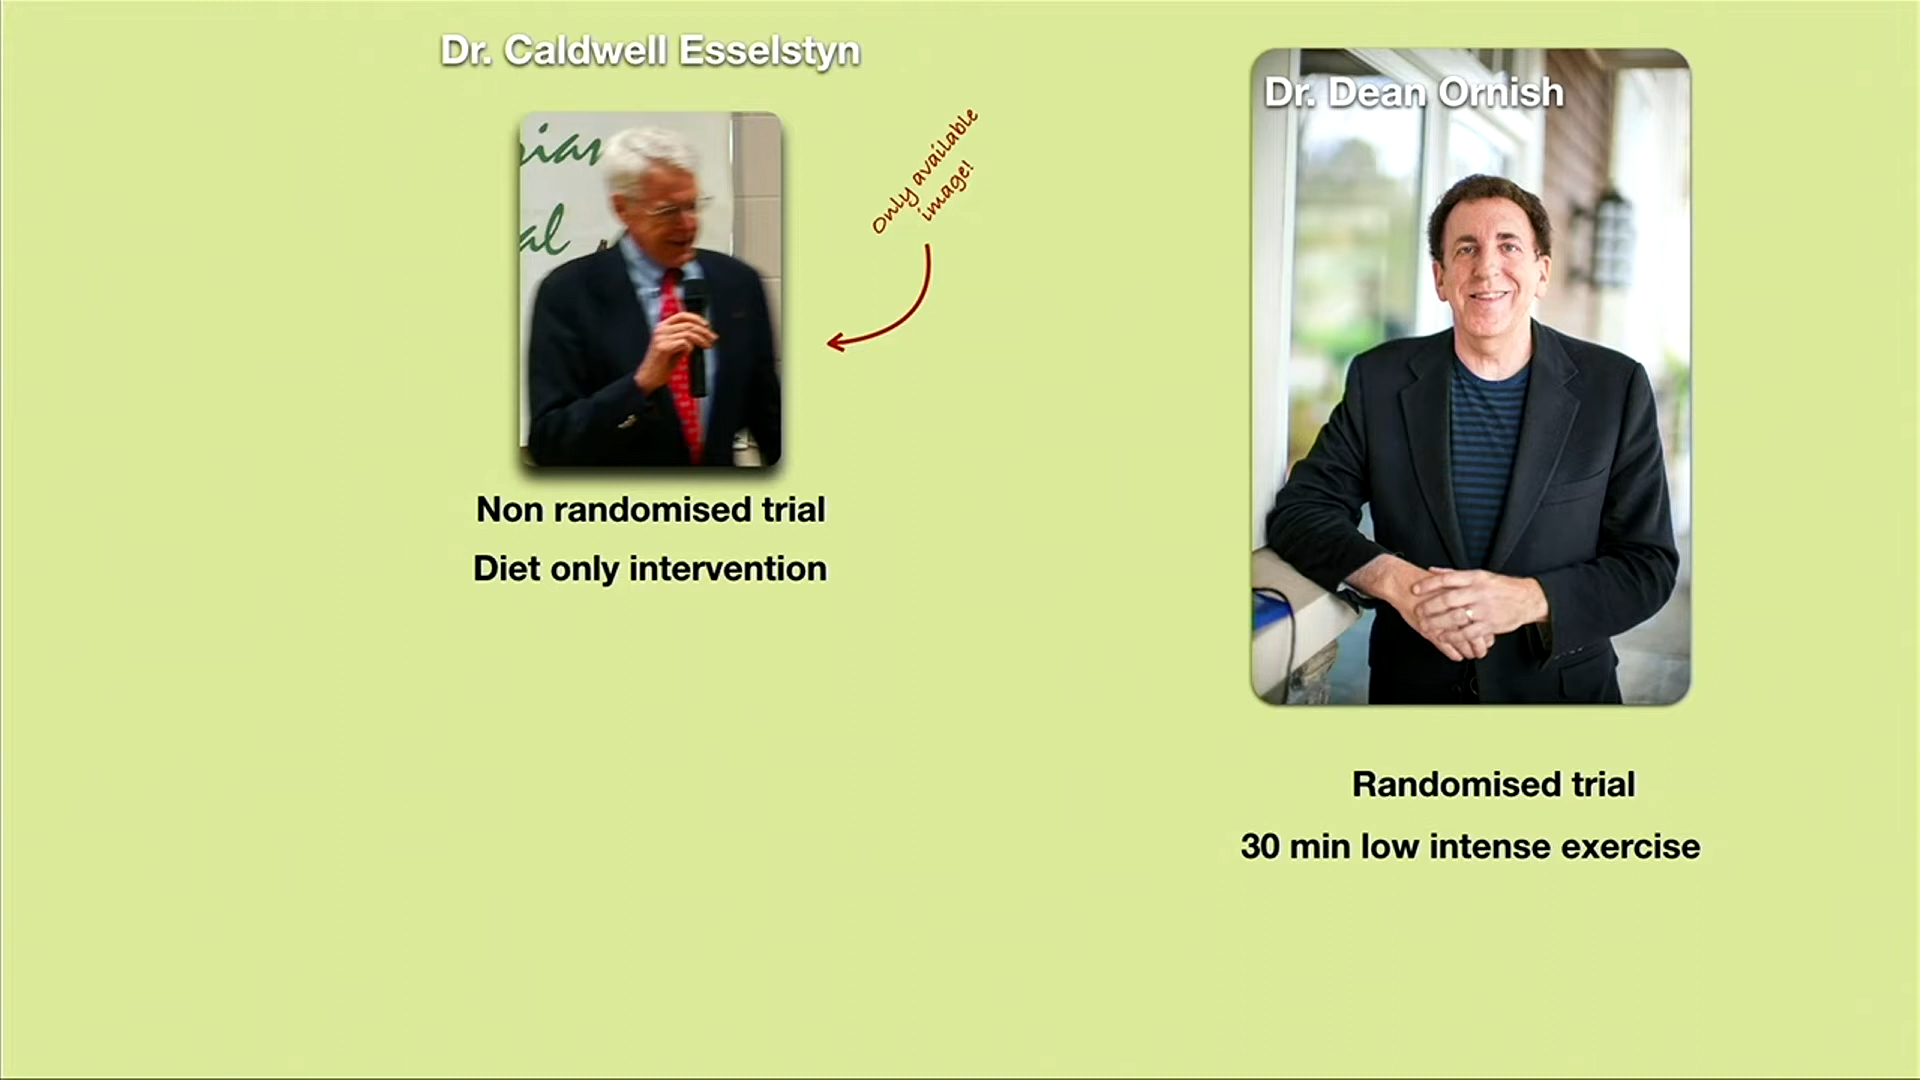 Dr. Caldwell Esselstyn
Only available
image!
Non randomised trial
Diet only intervention
Dr. Dean Ornish
Randomised trial
30 min low intense exercise